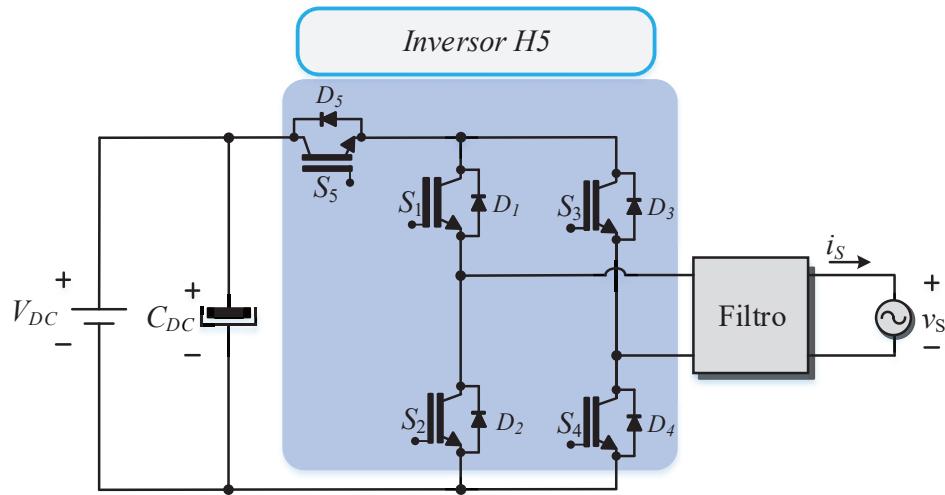 Inversor H5
D5
S5
S1
D1
S3
D3
iS
+
+
+
VDC
CDC
Filtro
vS
−
−
−
S2
D2
S4
D4